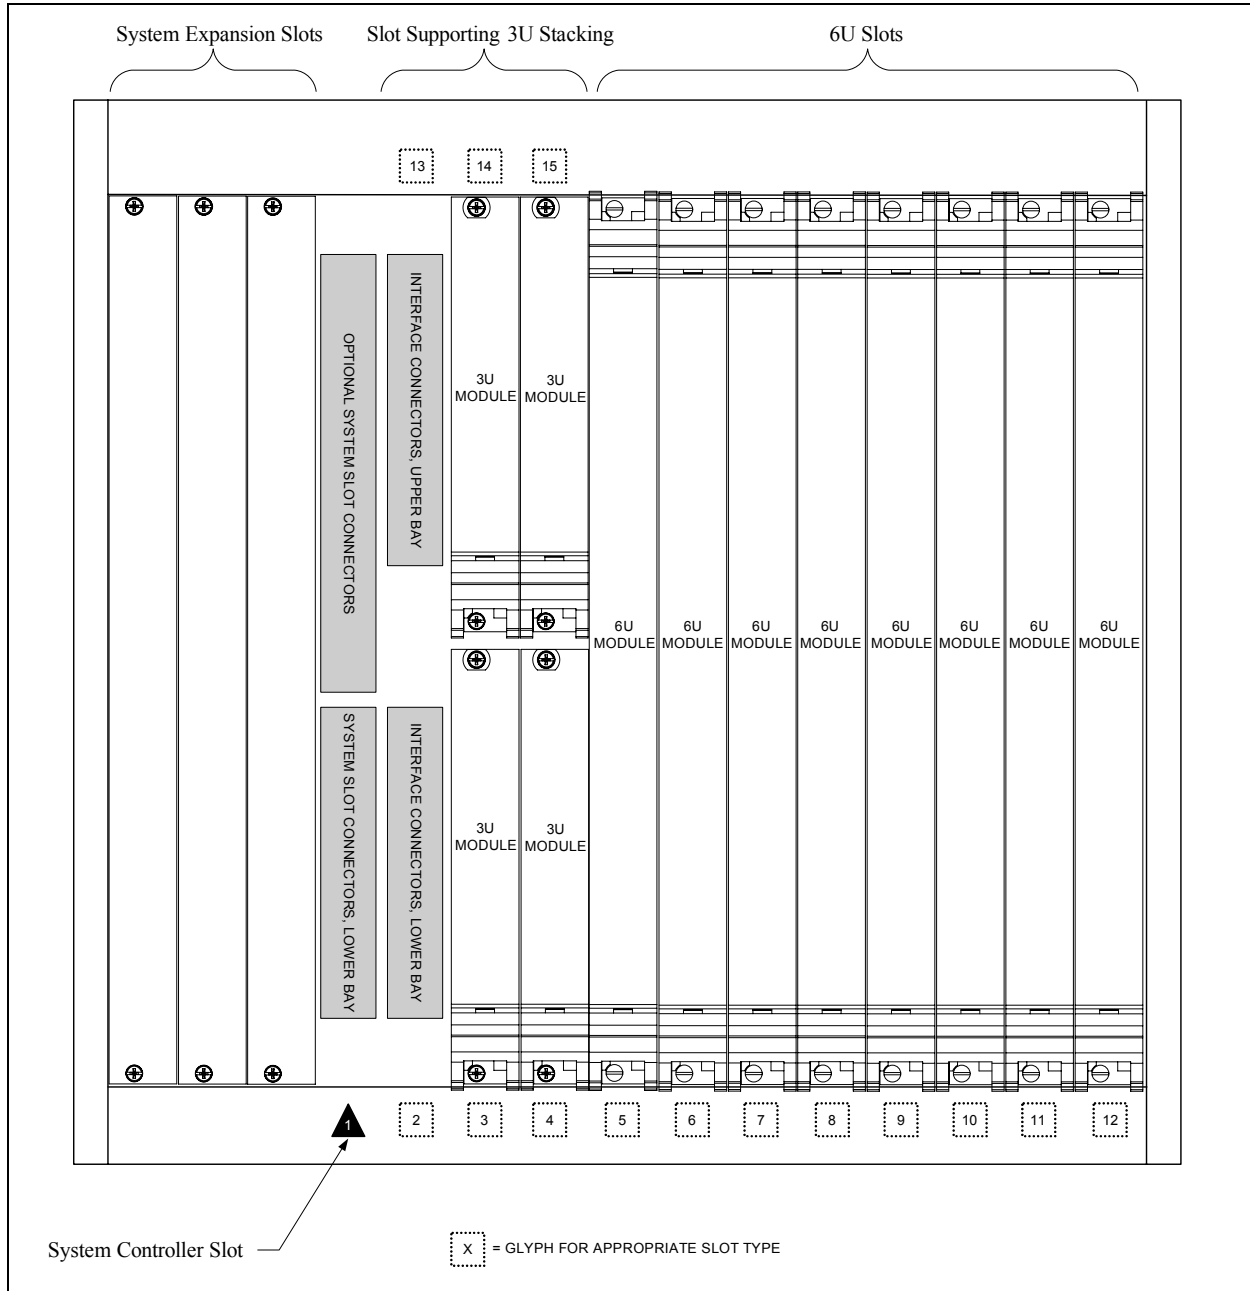 System Expansion Slots
Slot Supporting 3U Stacking
6U Slots
13
14
15
OPTIONAL SYSTEM SLOT CONNECTORS
INTERFACE CONNECTORS, UPPER BAY
3U
MODULE
3U
MODULE
6U
MODULE
6U
MODULE
6U
MODULE
6U
MODULE
6U
MODULE
6U
MODULE
6U
MODULE
6U
MODULE
SYSTEM SLOT CONNECTORS, LOWER BAY
INTERFACE CONNECTORS, LOWER BAY
3U
MODULE
3U
MODULE
1
2
3
4
5
6
7
8
9
10
11
12
System Controller Slot
X = GLYPH FOR APPROPRIATE SLOT TYPE